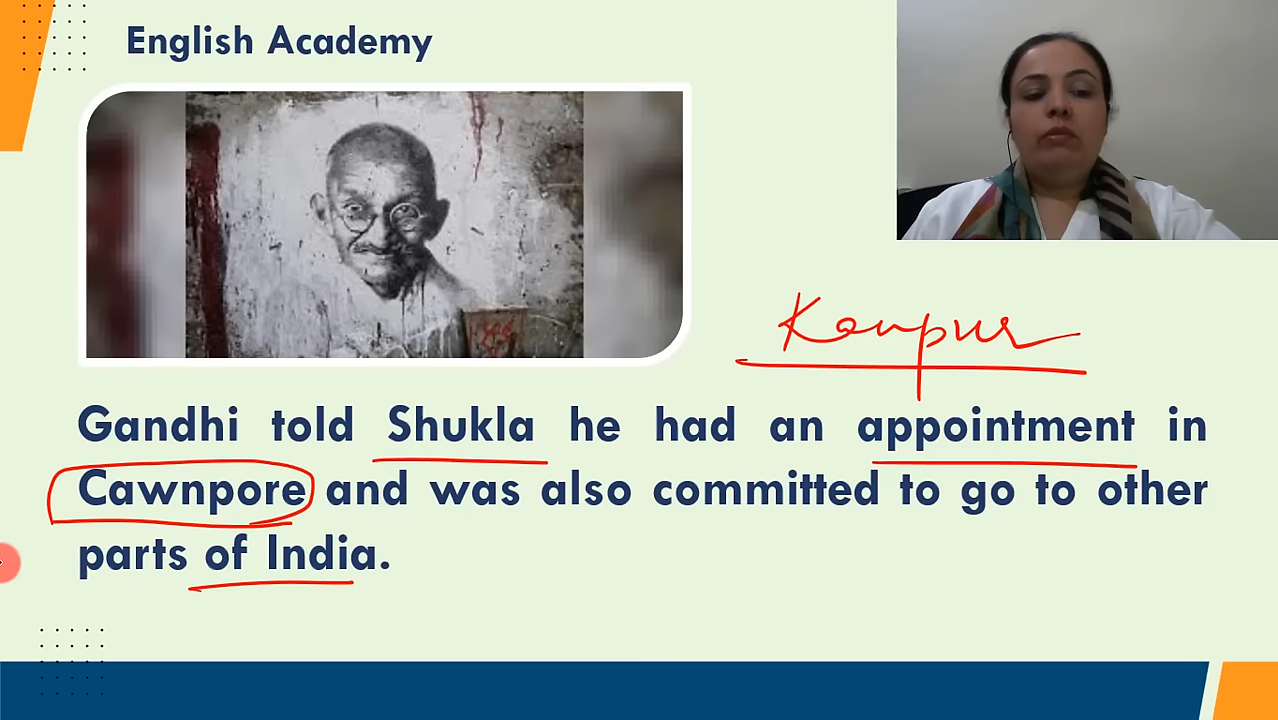 English Academy
Kanpur
Gandhi told Shukla he had an appointment in
Cawnpore and was also committed to go to other
parts of India.